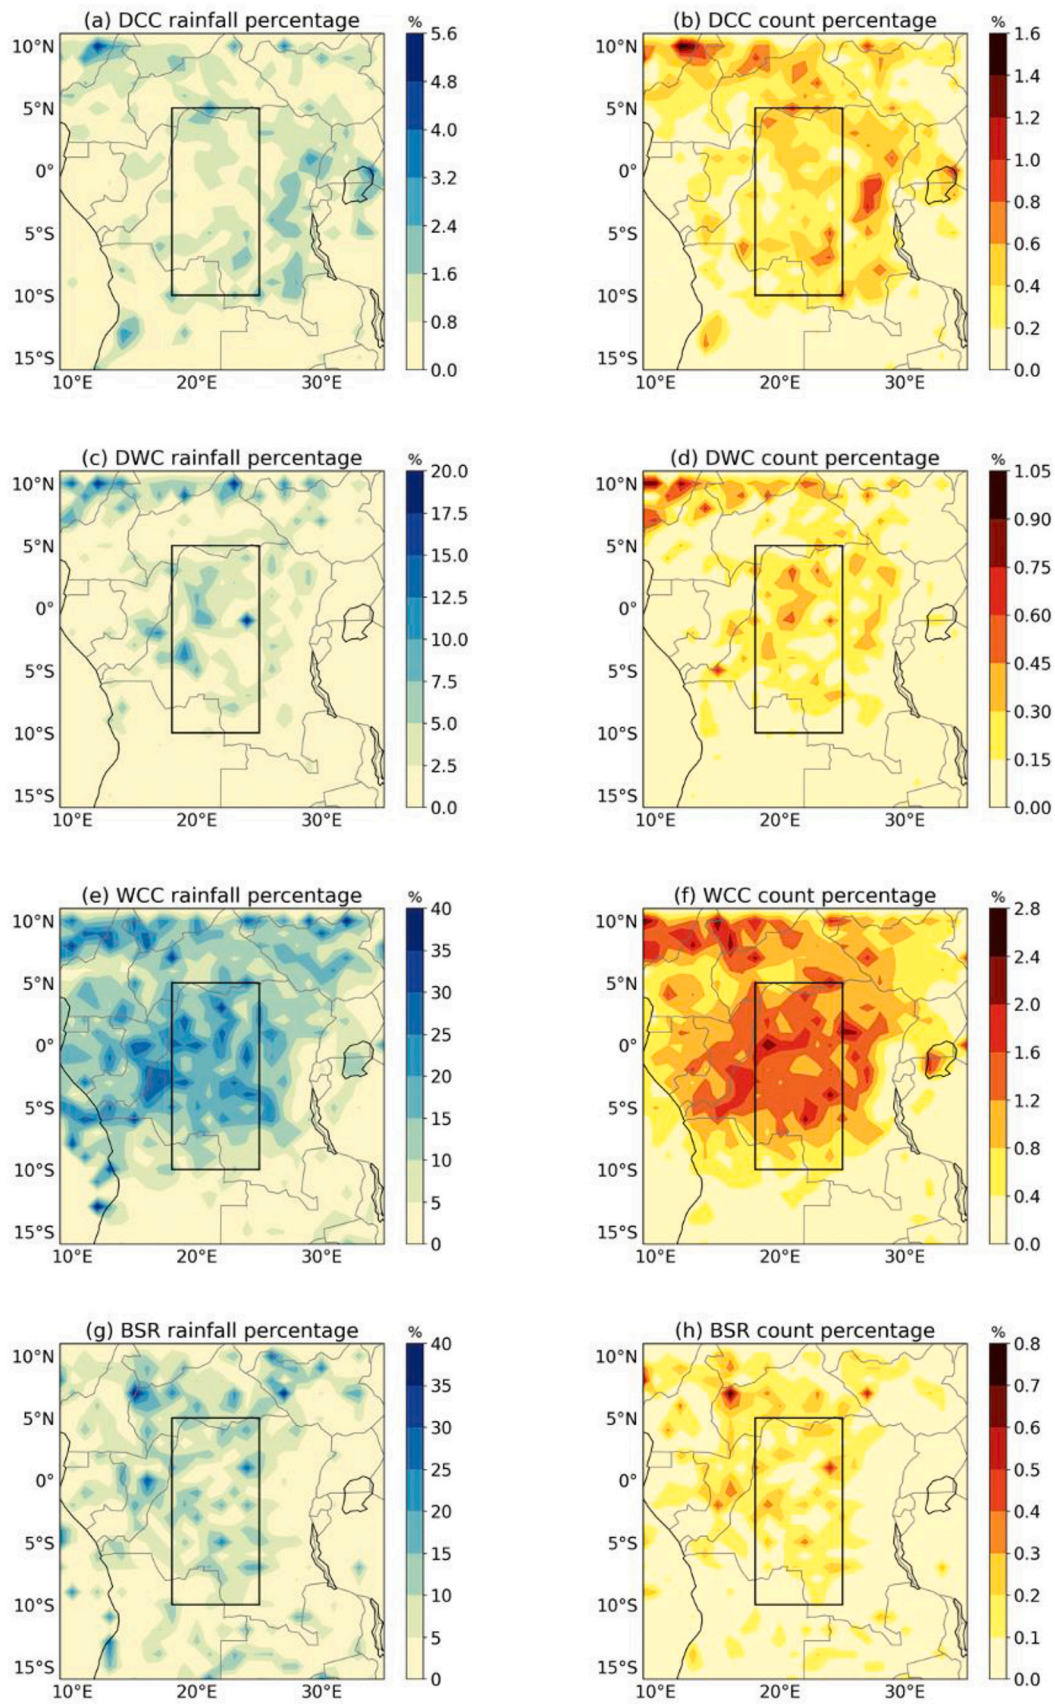 (a) DCC rainfall percentage
%
10°N
5°N
0°
5°S
10°S
15°S
10°E 20°E 30°E
5.6
4.8
4.0
3.2
2.4
1.6
0.8
0.0
(b) DCC count percentage
%
10°N
5°N
0°
5°S
10°S
15°S
10°E 20°E 30°E
1.6
1.4
1.2
1.0
0.8
0.6
0.4
0.2
0.0
(c) DWC rainfall percentage
%
10°N
5°N
0°
5°S
10°S
15°S
10°E 20°E 30°E
20.0
17.5
15.0
12.5
10.0
7.5
5.0
2.5
0.0
(d) DWC count percentage
%
10°N
5°N
0°
5°S
10°S
15°S
10°E 20°E 30°E
1.05
0.90
0.75
0.60
0.45
0.30
0.15
0.00
(e) WCC rainfall percentage
%
10°N
5°N
0°
5°S
10°S
15°S
10°E 20°E 30°E
40
35
30
25
20
15
10
5
0
(f) WCC count percentage
%
10°N
5°N
0°
5°S
10°S
15°S
10°E 20°E 30°E
2.8
2.4
2.0
1.6
1.2
0.8
0.4
0.0
(g) BSR rainfall percentage
%
10°N
5°N
0°
5°S
10°S
15°S
10°E 20°E 30°E
40
35
30
25
20
15
10
5
0
(h) BSR count percentage
%
10°N
5°N
0°
5°S
10°S
15°S
10°E 20°E 30°E
0.8
0.7
0.6
0.5
0.4
0.3
0.2
0.1
0.0